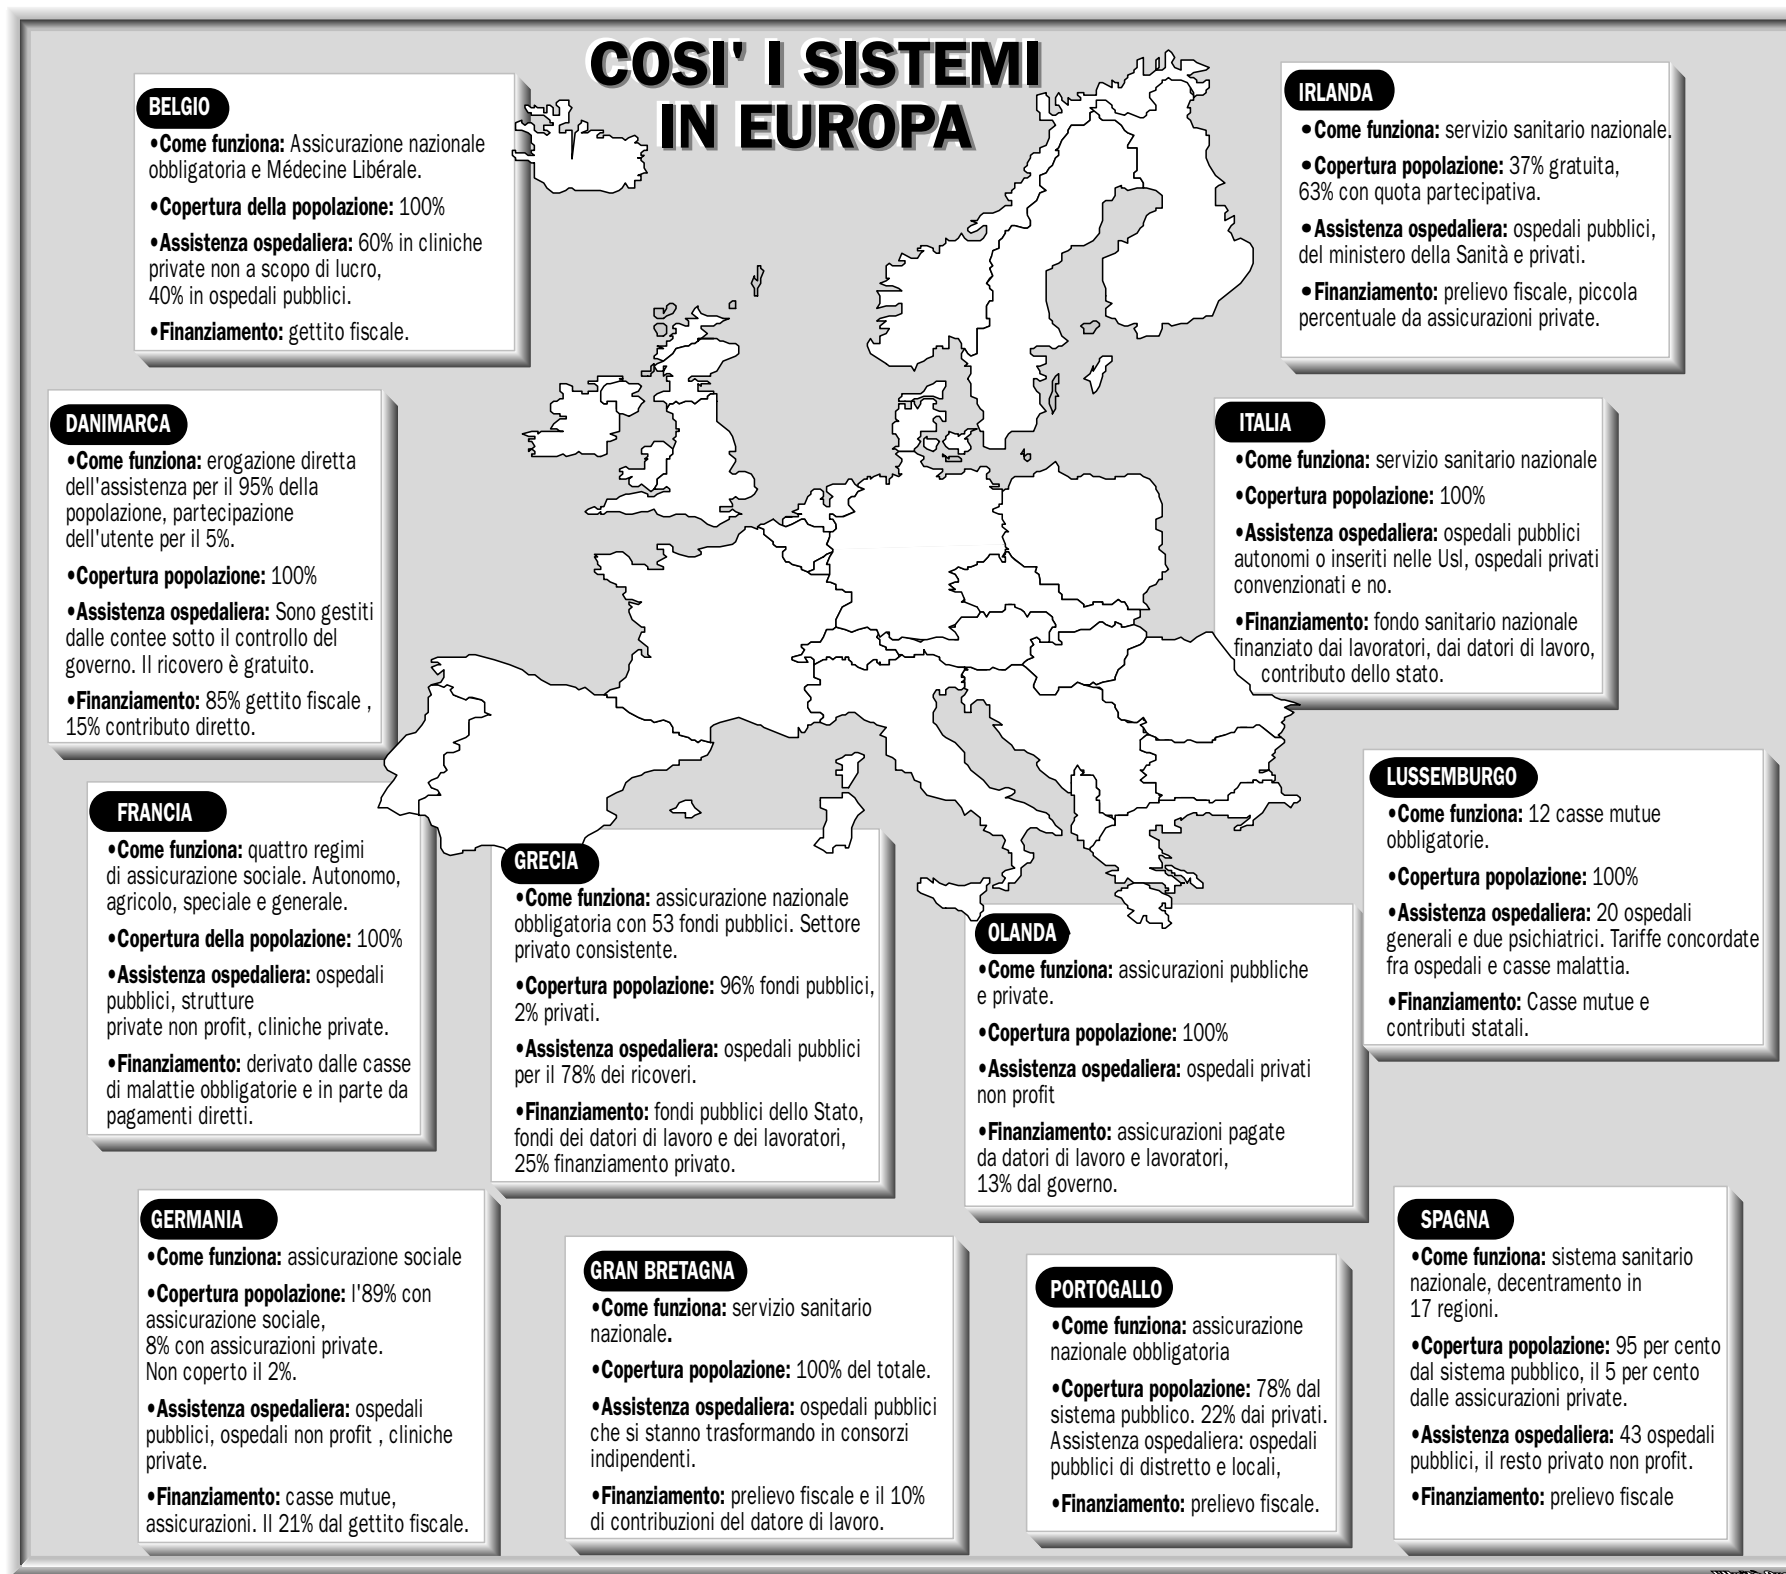 COSI' I SISTEMI
IN EUROPA
BELGIO
•Come funziona: Assicurazione nazionale
obbligatoria e Médecine Libérale.
•Copertura della popolazione: 100%
•Assistenza ospedaliera: 60% in cliniche
private non a scopo di lucro,
40% in ospedali pubblici.
•Finanziamento: gettito fiscale.
IRLANDA
•Come funziona: servizio sanitario nazionale.
•Copertura popolazione: 37% gratuita,
63% con quota partecipativa.
•Assistenza ospedaliera: ospedali pubblici,
del ministero della Sanità e privati.
•Finanziamento: prelievo fiscale, piccola
percentuale da assicurazioni private.
DANIMARCA
•Come funziona: erogazione diretta
dell'assistenza per il 95% della
popolazione, partecipazione
dell'utente per il 5%.
•Copertura popolazione: 100%
•Assistenza ospedaliera: Sono gestiti
dalle contee sotto il controllo del
governo. Il ricovero è gratuito.
•Finanziamento: 85% gettito fiscale ,
15% contributo diretto.
ITALIA
•Come funziona: servizio sanitario nazionale
•Copertura popolazione: 100%
•Assistenza ospedaliera: ospedali pubblici
autonomi o inseriti nelle Usl, ospedali privati
convenzionati e no.
•Finanziamento: fondo sanitario nazionale
finanziato dai lavoratori, dai datori di lavoro,
contributo dello stato.
FRANCIA
•Come funziona: quattro regimi
di assicurazione sociale. Autonomo,
agricolo, speciale e generale.
•Copertura della popolazione: 100%
•Assistenza ospedaliera: ospedali
pubblici, strutture
private non profit, cliniche private.
•Finanziamento: derivato dalle casse
di malattie obbligatorie e in parte da
pagamenti diretti.
GRECIA
•Come funziona: assicurazione nazionale
obbligatoria con 53 fondi pubblici. Settore
privato consistente.
•Copertura popolazione: 96% fondi pubblici,
2% privati.
•Assistenza ospedaliera: ospedali pubblici
per il 78% dei ricoveri.
•Finanziamento: fondi pubblici dello Stato,
fondi dei datori di lavoro e dei lavoratori,
25% finanziamento privato.
OLANDA
•Come funziona: assicurazioni pubbliche
e private.
•Copertura popolazione: 100%
•Assistenza ospedaliera: ospedali privati
non profit
•Finanziamento: assicurazioni pagate
da datori di lavoro e lavoratori,
13% dal governo.
LUSSEMBURGO
•Come funziona: 12 casse mutue
obbligatorie.
•Copertura popolazione: 100%
•Assistenza ospedaliera: 20 ospedali
generali e due psichiatrici. Tariffe concordate
fra ospedali e casse malattia.
•Finanziamento: Casse mutue e
contributi statali.
GERMANIA
•Come funziona: assicurazione sociale
•Copertura popolazione: l'89% con
assicurazione sociale,
8% con assicurazioni private.
Non coperto il 2%.
•Assistenza ospedaliera: ospedali
pubblici, ospedali non profit , cliniche
private.
•Finanziamento: casse mutue,
assicurazioni. Il 21% dal gettito fiscale.
GRAN BRETAGNA
•Come funziona: servizio sanitario
nazionale.
•Copertura popolazione: 100% del totale.
•Assistenza ospedaliera: ospedali pubblici
che si stanno trasformando in consorzi
indipendenti.
•Finanziamento: prelievo fiscale e il 10%
di contribuzioni del datore di lavoro.
PORTOGALLO
•Come funziona: assicurazione
nazionale obbligatoria
•Copertura popolazione: 78% dal
sistema pubblico. 22% dai privati.
Assistenza ospedaliera: ospedali
pubblici di distretto e locali,
•Finanziamento: prelievo fiscale.
SPAGNA
•Come funziona: sistema sanitario
nazionale, decentramento in
17 regioni.
•Copertura popolazione: 95 per cento
dal sistema pubblico, il 5 per cento
dalle assicurazioni private.
•Assistenza ospedaliera: 43 ospedali
pubblici, il resto privato non profit.
•Finanziamento: prelievo fiscale